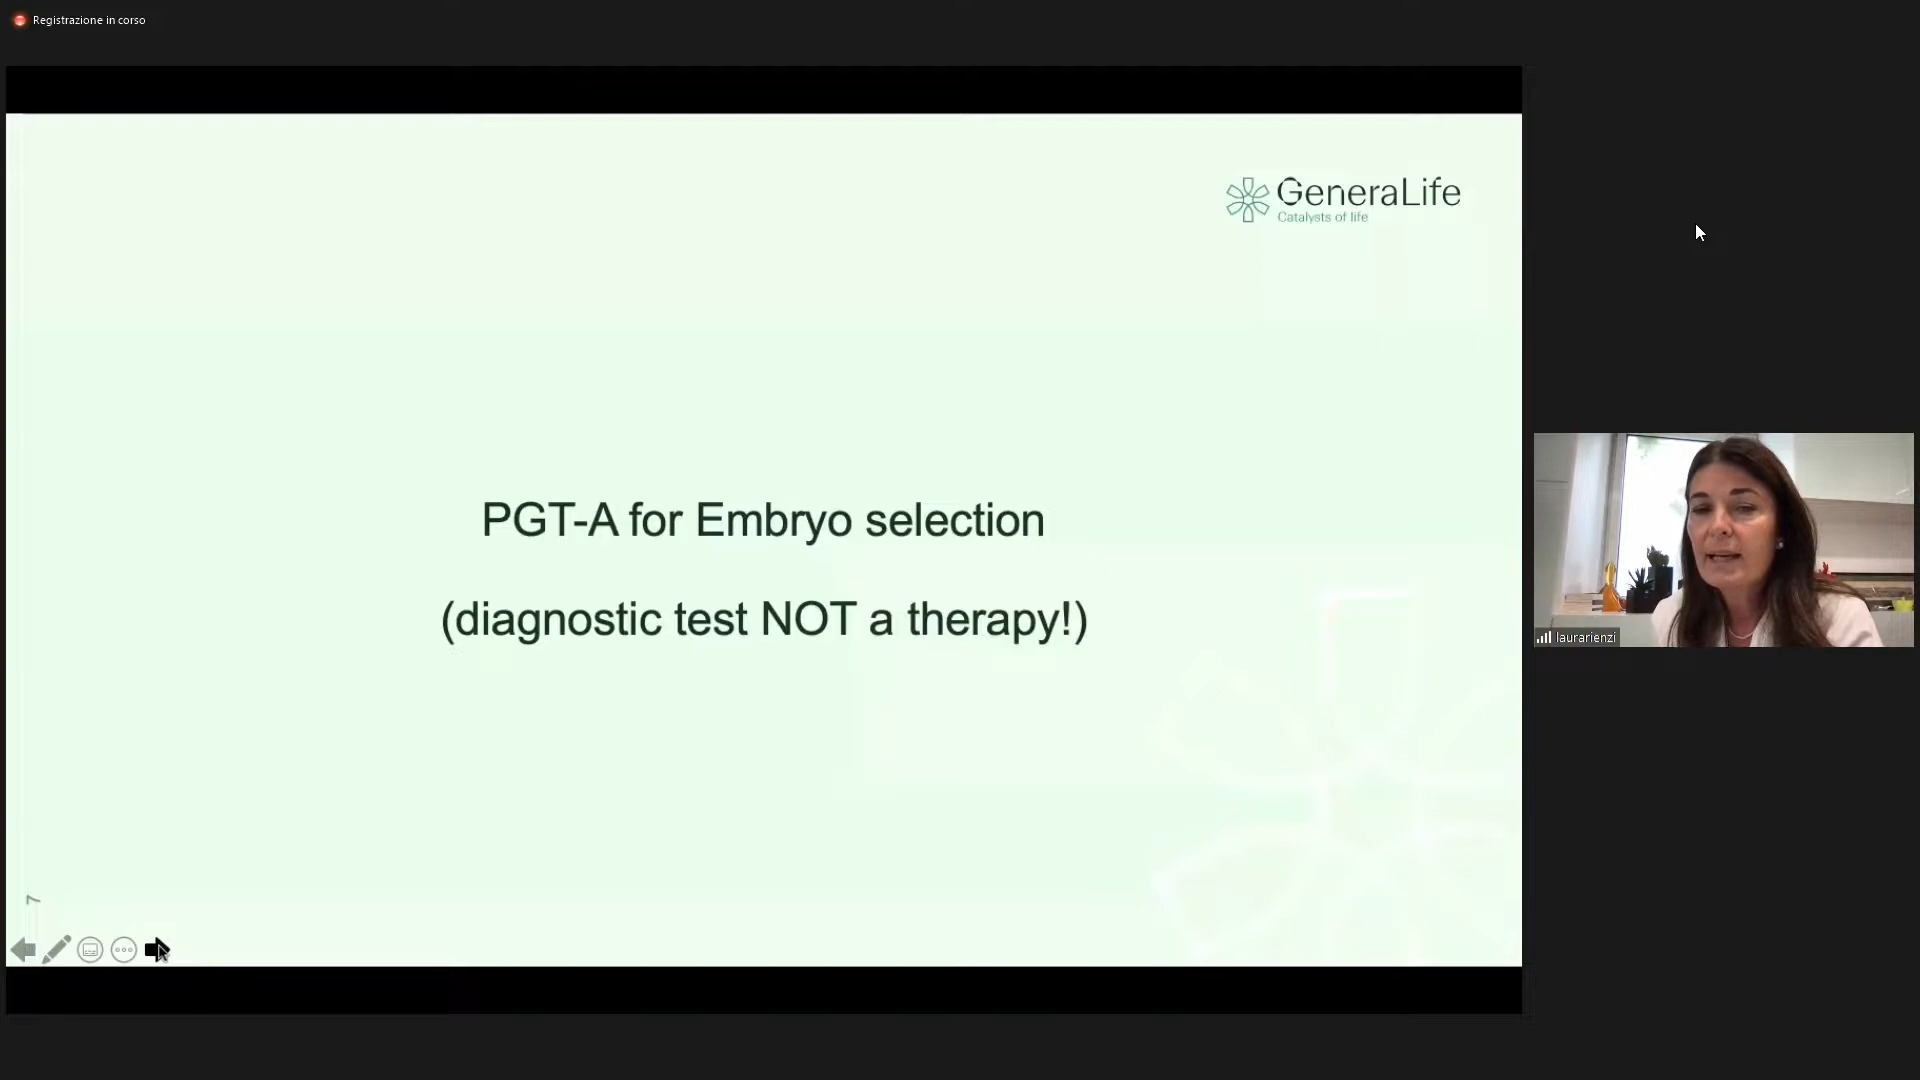 Registrazione in corso
GeneraLife
Catalysts of life
PGT-A for Embryo selection
(diagnostic test NOT a therapy!)
laurarienzi
7